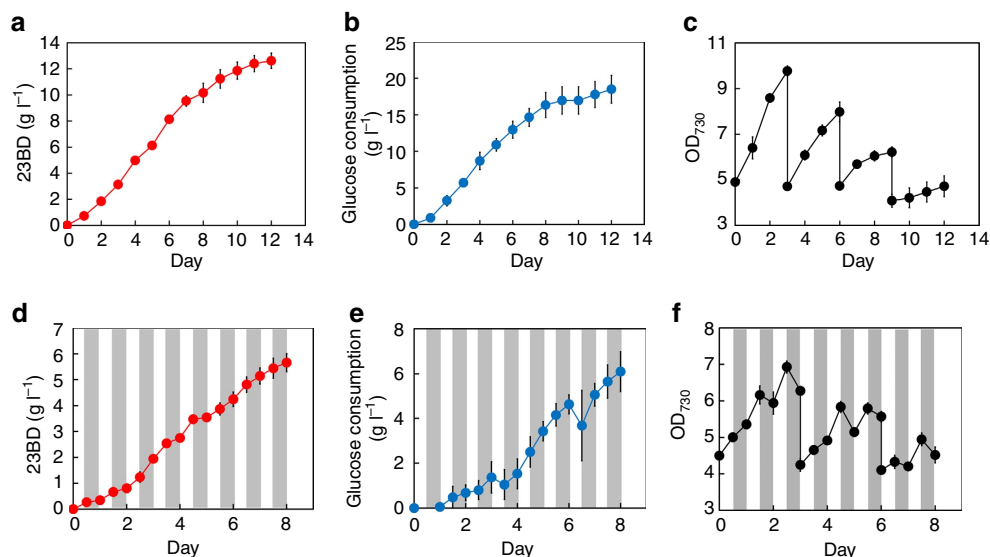 a
14
12
10
8
6
4
2
0
23BD (g l⁻¹)
0 2 4 6 8 10 12 14
Day
b
25
20
15
10
5
0
Glucose consumption
(g l⁻¹)
0 2 4 6 8 10 12 14
Day
c
11
9
7
5
3
OD₇₃₀
0 2 4 6 8 10 12 14
Day
d
7
6
5
4
3
2
1
0
23BD (g l⁻¹)
0 2 4 6 8
Day
e
8
6
4
2
0
Glucose consumption
(g l⁻¹)
0 2 4 6 8
Day
f
8
7
6
5
4
3
OD₇₃₀
0 2 4 6 8
Day